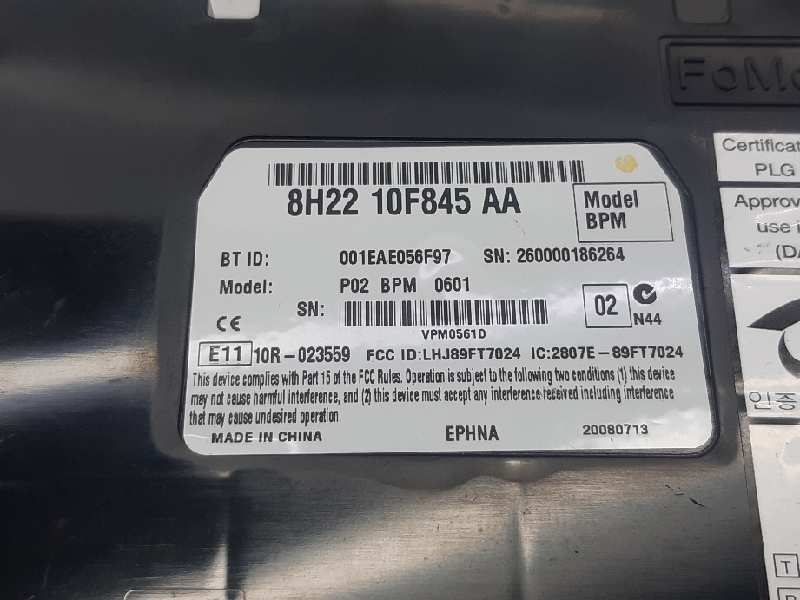 FoMo
8H22 10F845 AA
Model
BPM
BT ID: 001EAE056F97 SN: 260000186264
Model: P02 BPM 0601
SN:
VPM0561D
02
N44
CE
E11 10R-023559 FCC ID:LHJ89FT7024 IC:2807E-89FT7024
This device complies with Part 15 of the FCC Rules. Operation is subject to the following two conditions (1) this device
may not cause harmful interference, and (2) this device must accept any interference received including interference
that may cause undesired operation
MADE IN CHINA EPHNA 20080713
Certificat
PLG
Approv
use i
(DA
인증
T